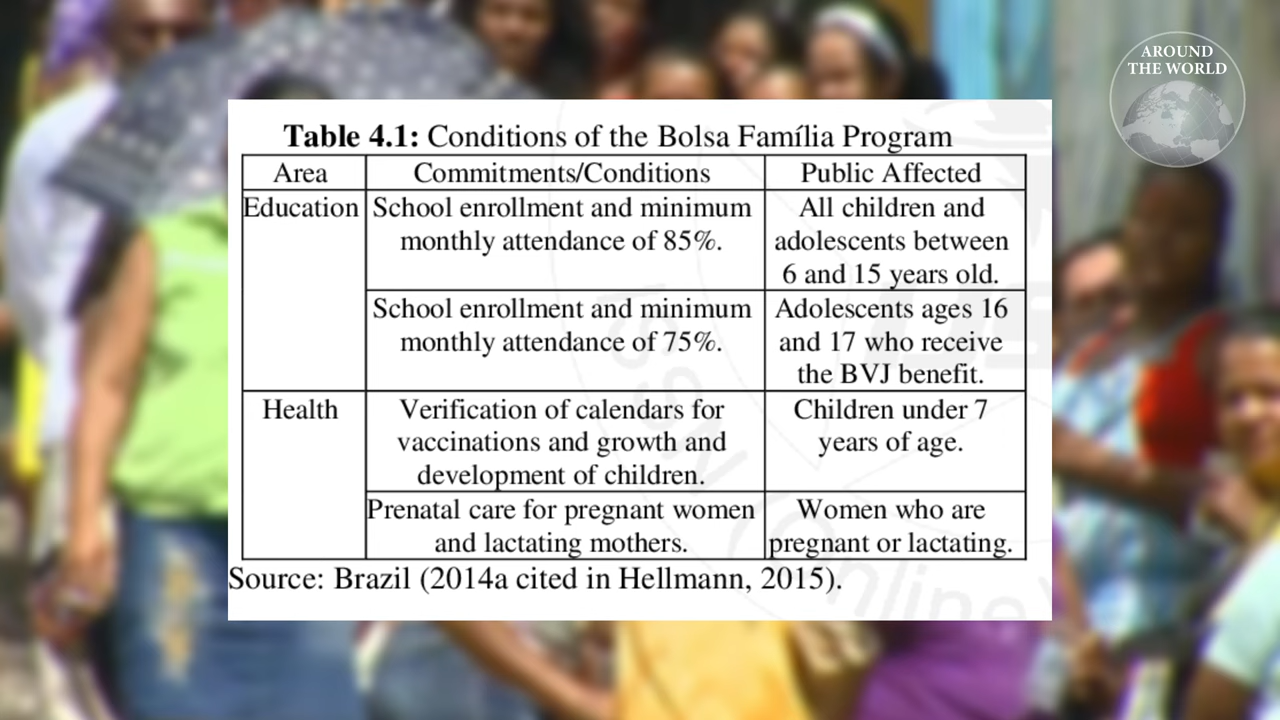 AROUND
THE WORLD
Table 4.1: Conditions of the Bolsa Família Program
Area Commitments/Conditions Public Affected
Education School enrollment and minimum All children and
monthly attendance of 85%. adolescents between
6 and 15 years old.
School enrollment and minimum Adolescents ages 16
monthly attendance of 75%. and 17 who receive
the BVJ benefit.
Health Verification of calendars for Children under 7
vaccinations and growth and years of age.
development of children.
Prenatal care for pregnant women Women who are
and lactating mothers. pregnant or lactating.
Source: Brazil (2014a cited in Hellmann, 2015).